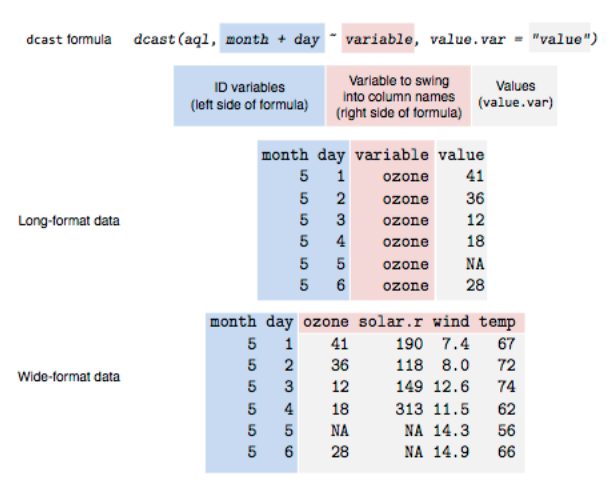 dcast formula dcast(aql, month + day ~ variable, value.var = "value")
ID variables
(left side of formula)
Variable to swing
into column names
(right side of formula)
Values
(value.var)
Long-format data
month day variable value
5 1 ozone 41
5 2 ozone 36
5 3 ozone 12
5 4 ozone 18
5 5 ozone NA
5 6 ozone 28
Wide-format data
month day ozone solar.r wind temp
5 1 41 190 7.4 67
5 2 36 118 8.0 72
5 3 12 149 12.6 74
5 4 18 313 11.5 62
5 5 NA NA 14.3 56
5 6 28 NA 14.9 66